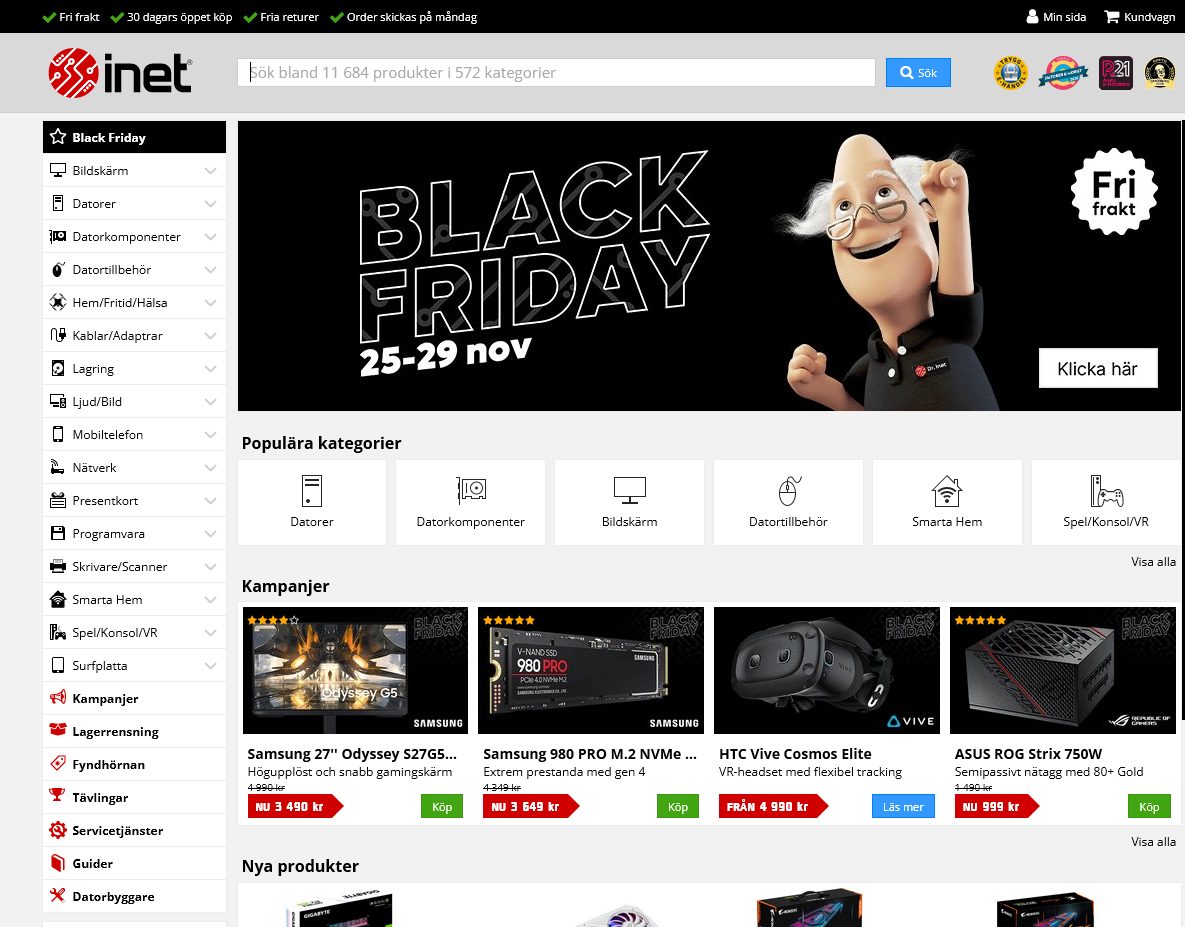 Fri frakt
30 dagars öppet köp
Fria returer
Order skickas på måndag
Min sida
Kundvagn
inet
Sök bland 11 684 produkter i 572 kategorier
Sök
TRYGG
E-HANDEL
Black Friday
Bildskärm
Datorer
Datorkomponenter
Datortillbehör
Hem/Fritid/Hälsa
Kablar/Adaptrar
Lagring
Ljud/Bild
Mobiltelefon
Nätverk
Presentkort
Programvara
Skrivare/Scanner
Smarta Hem
Spel/Konsol/VR
Surfplatta
Kampanjer
Lagerrensning
Fyndhörnan
Tävlingar
Servicetjänster
Guider
Datorbyggare
BLACK
FRIDAY
25-29 nov
Fri
frakt
Dr. Inet
Klicka här
Populära kategorier
Datorer
Datorkomponenter
Bildskärm
Datortillbehör
Smarta Hem
Spel/Konsol/VR
Visa alla
Kampanjer
BLACK
FRIDAY
Odyssey G5
SAMSUNG
Samsung 27'' Odyssey S27G5...
Högupplöst och snabb gamingskärm
4 990 kr
NU 3 490 kr
Köp
BLACK
FRIDAY
V-NAND SSD
980 PRO
PCIe 4.0 NVMe M.2
SAMSUNG
SAMSUNG
Samsung 980 PRO M.2 NVMe ...
Extrem prestanda med gen 4
4 349 kr
NU 3 649 kr
Köp
BLACK
FRIDAY
VIVE
VIVE
HTC Vive Cosmos Elite
VR-headset med flexibel tracking
FRÅN 4 990 kr
Läs mer
BLACK
FRIDAY
REPUBLIC OF
GAMERS
ASUS ROG Strix 750W
Semipassivt nätagg med 80+ Gold
1 490 kr
NU 999 kr
Köp
Visa alla
Nya produkter
GIGABYTE
AORUS
AORUS